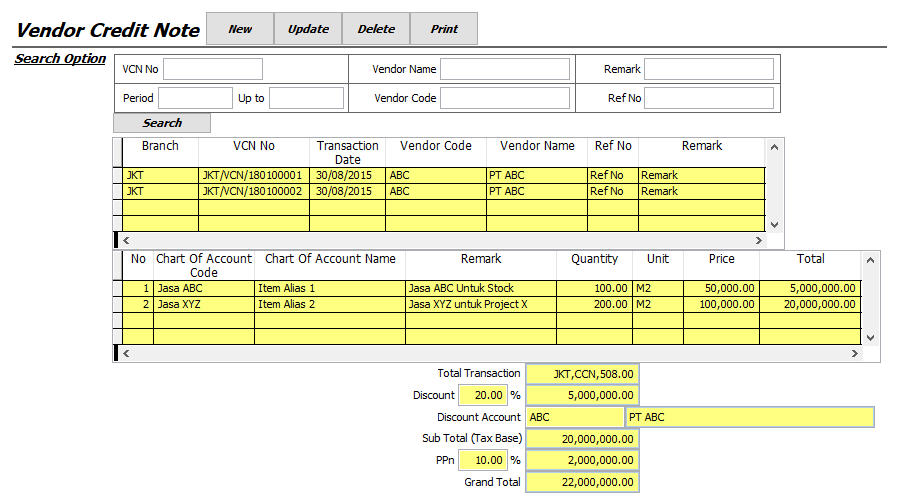 Vendor Credit Note New Update Delete Print
Search Option
VCN No Vendor Name Remark
Period Up to Vendor Code Ref No
Search
Branch VCN No Transaction Date Vendor Code Vendor Name Ref No Remark
JKT JKT/VCN/180100001 30/08/2015 ABC PT ABC Ref No Remark
JKT JKT/VCN/180100002 30/08/2015 ABC PT ABC Ref No Remark
No Chart Of Account Code Chart Of Account Name Remark Quantity Unit Price Total
1 Jasa ABC Item Alias 1 Jasa ABC Untuk Stock 100.00 M2 50,000.00 5,000,000.00
2 Jasa XYZ Item Alias 2 Jasa XYZ untuk Project X 200.00 M2 100,000.00 20,000,000.00
Total Transaction JKT,CCN,508.00
Discount 20.00 % 5,000,000.00
Discount Account ABC PT ABC
Sub Total (Tax Base) 20,000,000.00
PPn 10.00 % 2,000,000.00
Grand Total 22,000,000.00